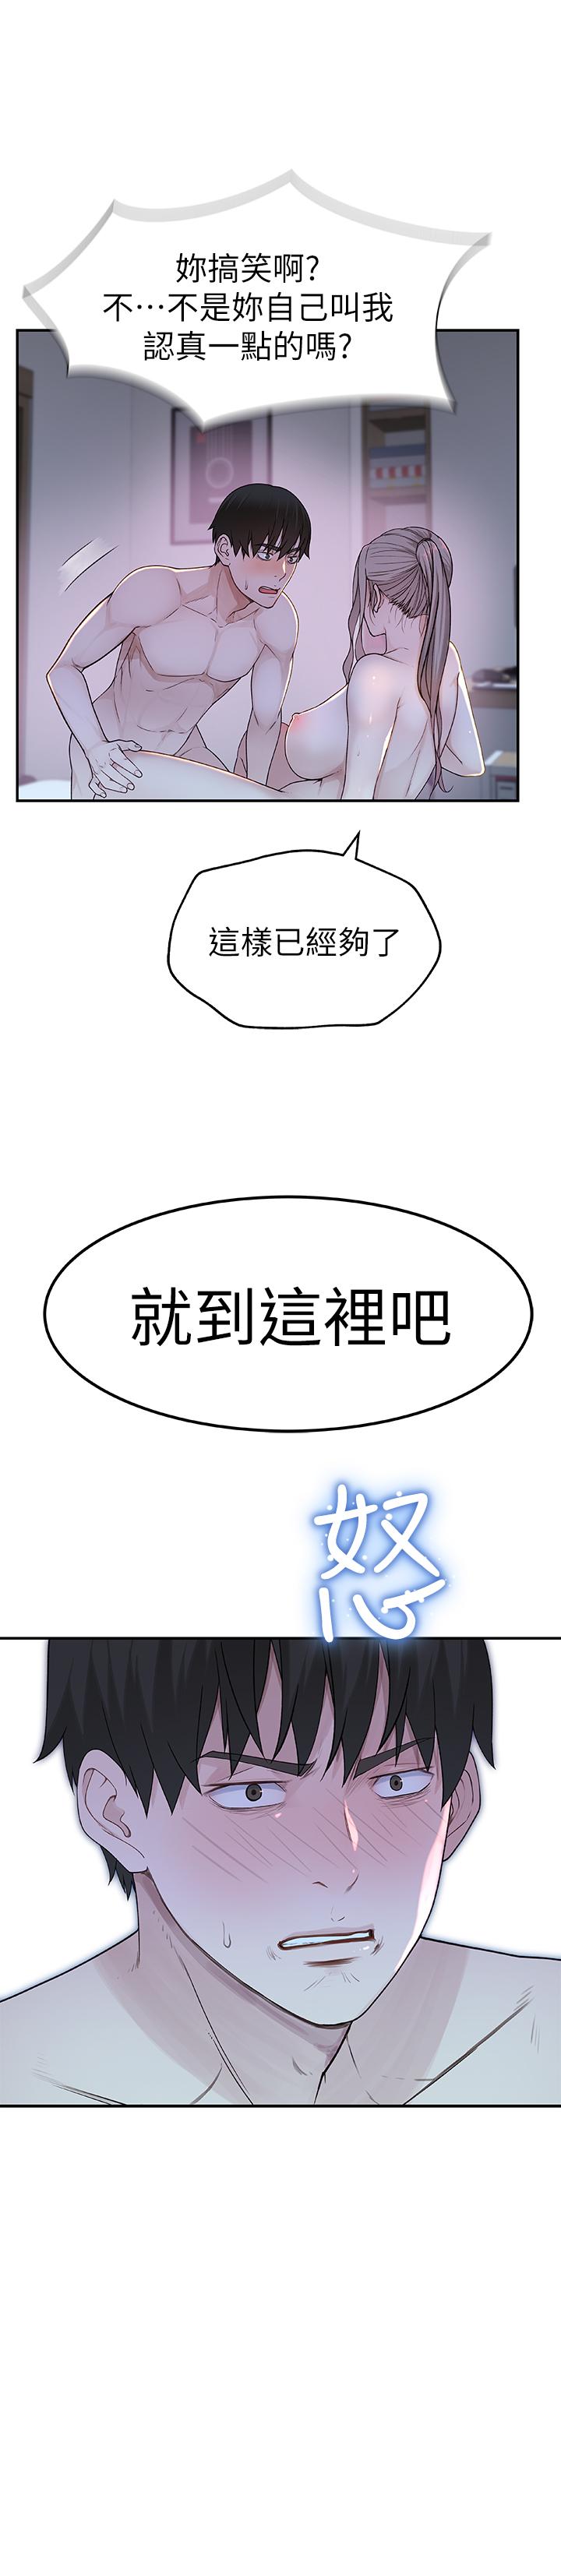 妳搞笑啊?
不…不是妳自己叫我
認真一點的嗎?
這樣已經夠了
就到這裡吧
怒